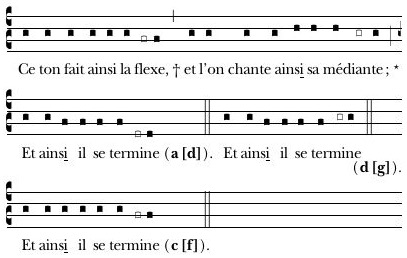 Ce ton fait ainsi la flexe, † et l'on chante ainsi sa médiante ; *
Et ainsi il se termine (a [d]). Et ainsi il se termine
(d [g]).
Et ainsi il se termine (c [f]).